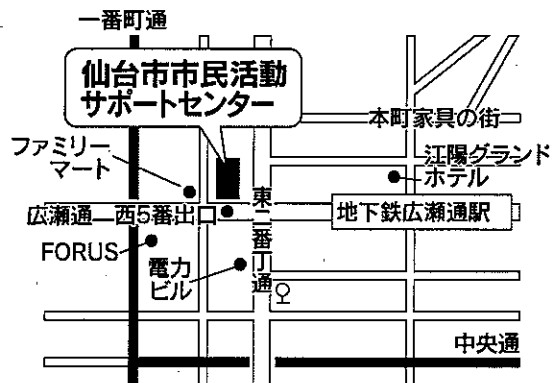 一番町通
仙台市市民活動
サポートセンター
本町家具の街
ファミリー
マート
江陽グランド
ホテル
広瀬通
西5番出口
東二番丁通
地下鉄広瀬通駅
FORUS
電力
ビル
中央通